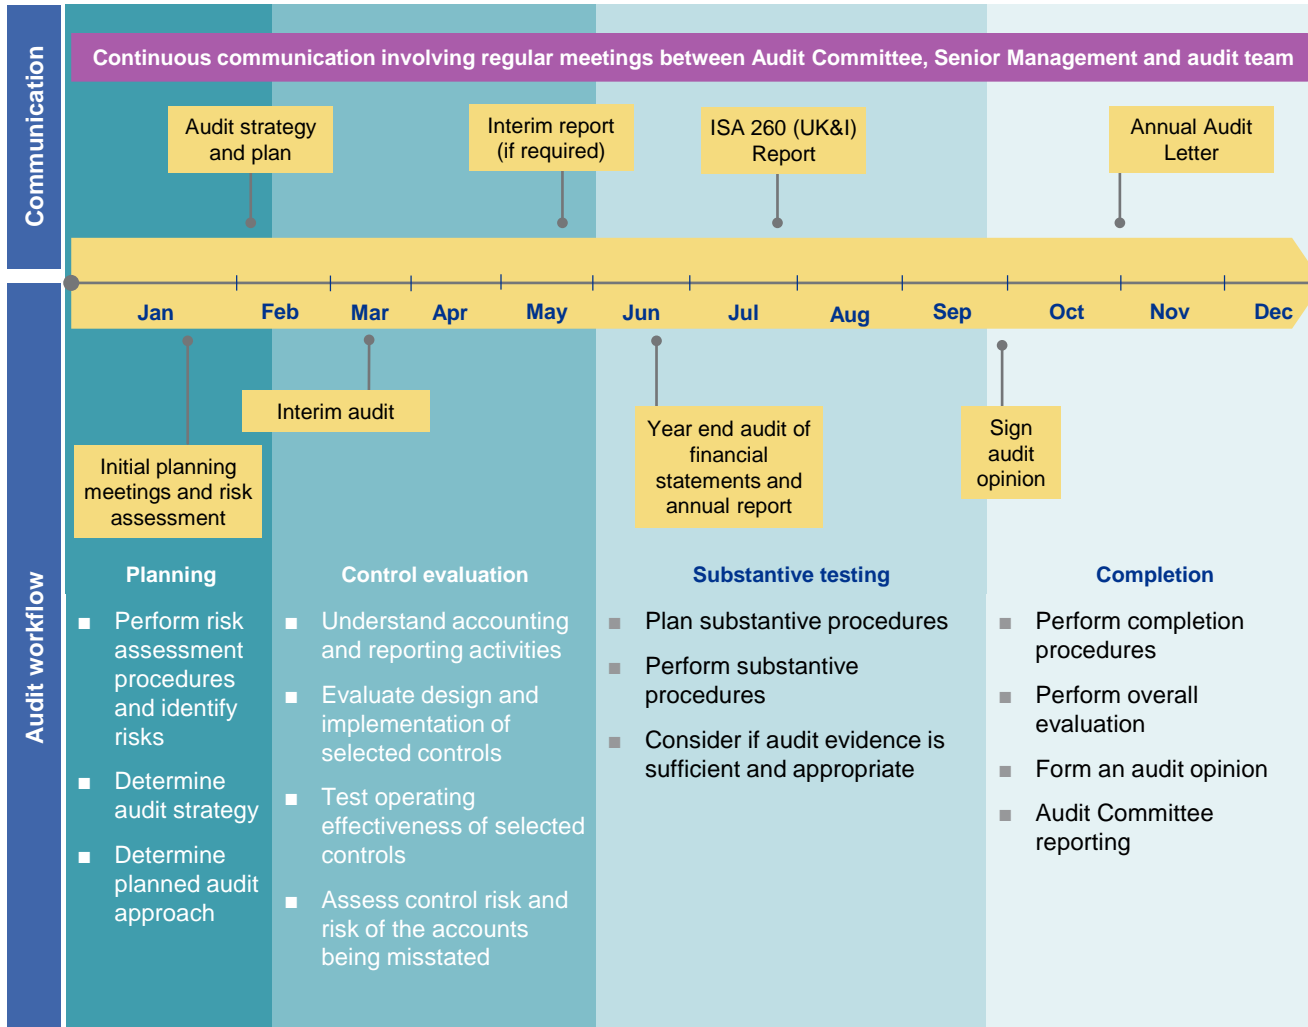 Communication
Continuous communication involving regular meetings between Audit Committee, Senior Management and audit team
Audit strategy
and plan
Interim report
(if required)
ISA 260 (UK&I)
Report
Annual Audit
Letter
Jan
Feb
Mar
Apr
May
Jun
Jul
Aug
Sep
Oct
Nov
Dec
Audit workflow
Initial planning
meetings and risk
assessment
Interim audit
Year end audit of
financial
statements and
annual report
Sign
audit
opinion
Planning
■ Perform risk
assessment
procedures
and identify
risks
■ Determine
audit strategy
■ Determine
planned audit
approach
Control evaluation
■ Understand accounting
and reporting activities
■ Evaluate design and
implementation of
selected controls
■ Test operating
effectiveness of selected
controls
■ Assess control risk and
risk of the accounts
being misstated
Substantive testing
■ Plan substantive procedures
■ Perform substantive
procedures
■ Consider if audit evidence is
sufficient and appropriate
Completion
■ Perform completion
procedures
■ Perform overall
evaluation
■ Form an audit opinion
■ Audit Committee
reporting